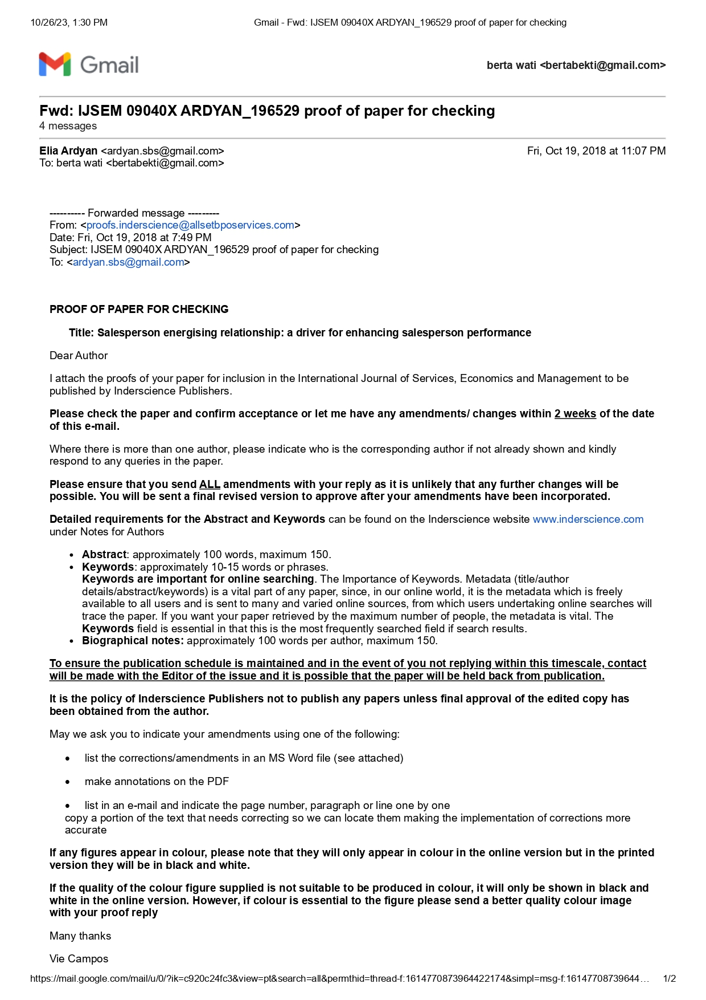 10/26/23, 1:30 PM
Gmail - Fwd: IJSEM 09040X ARDYAN_196529 proof of paper for checking
Gmail
berta wati <bertabekti@gmail.com>
Fwd: IJSEM 09040X ARDYAN_196529 proof of paper for checking
4 messages
Elia Ardyan <ardyan.sbs@gmail.com>
Fri, Oct 19, 2018 at 11:07 PM
To: berta wati <bertabekti@gmail.com>
---------- Forwarded message ---------
From: <proofs.inderscience@allsetbposervices.com>
Date: Fri, Oct 19, 2018 at 7:49 PM
Subject: IJSEM 09040X ARDYAN_196529 proof of paper for checking
To: <ardyan.sbs@gmail.com>
PROOF OF PAPER FOR CHECKING
Title: Salesperson energising relationship: a driver for enhancing salesperson performance
Dear Author
I attach the proofs of your paper for inclusion in the International Journal of Services, Economics and Management to be
published by Inderscience Publishers.
Please check the paper and confirm acceptance or let me have any amendments/ changes within 2 weeks of the date
of this e-mail.
Where there is more than one author, please indicate who is the corresponding author if not already shown and kindly
respond to any queries in the paper.
Please ensure that you send ALL amendments with your reply as it is unlikely that any further changes will be
possible. You will be sent a final revised version to approve after your amendments have been incorporated.
Detailed requirements for the Abstract and Keywords can be found on the Inderscience website www.inderscience.com
under Notes for Authors
• Abstract: approximately 100 words, maximum 150.
• Keywords: approximately 10-15 words or phrases.
Keywords are important for online searching. The Importance of Keywords. Metadata (title/author
details/abstract/keywords) is a vital part of any paper, since, in our online world, it is the metadata which is freely
available to all users and is sent to many and varied online sources, from which users undertaking online searches will
trace the paper. If you want your paper retrieved by the maximum number of people, the metadata is vital. The
Keywords field is essential in that this is the most frequently searched field if search results.
• Biographical notes: approximately 100 words per author, maximum 150.
To ensure the publication schedule is maintained and in the event of you not replying within this timescale, contact
will be made with the Editor of the issue and it is possible that the paper will be held back from publication.
It is the policy of Inderscience Publishers not to publish any papers unless final approval of the edited copy has
been obtained from the author.
May we ask you to indicate your amendments using one of the following:
• list the corrections/amendments in an MS Word file (see attached)
• make annotations on the PDF
• list in an e-mail and indicate the page number, paragraph or line one by one
copy a portion of the text that needs correcting so we can locate them making the implementation of corrections more
accurate
If any figures appear in colour, please note that they will only appear in colour in the online version but in the printed
version they will be in black and white.
If the quality of the colour figure supplied is not suitable to be produced in colour, it will only be shown in black and
white in the online version. However, if colour is essential to the figure please send a better quality colour image
with your proof reply
Many thanks
Vie Campos
https://mail.google.com/mail/u/0/?ik=c920c24fc3&view=pt&search=all&permthid=thread-f:1614770873964422174&simpl=msg-f:16147708739644…
1/2